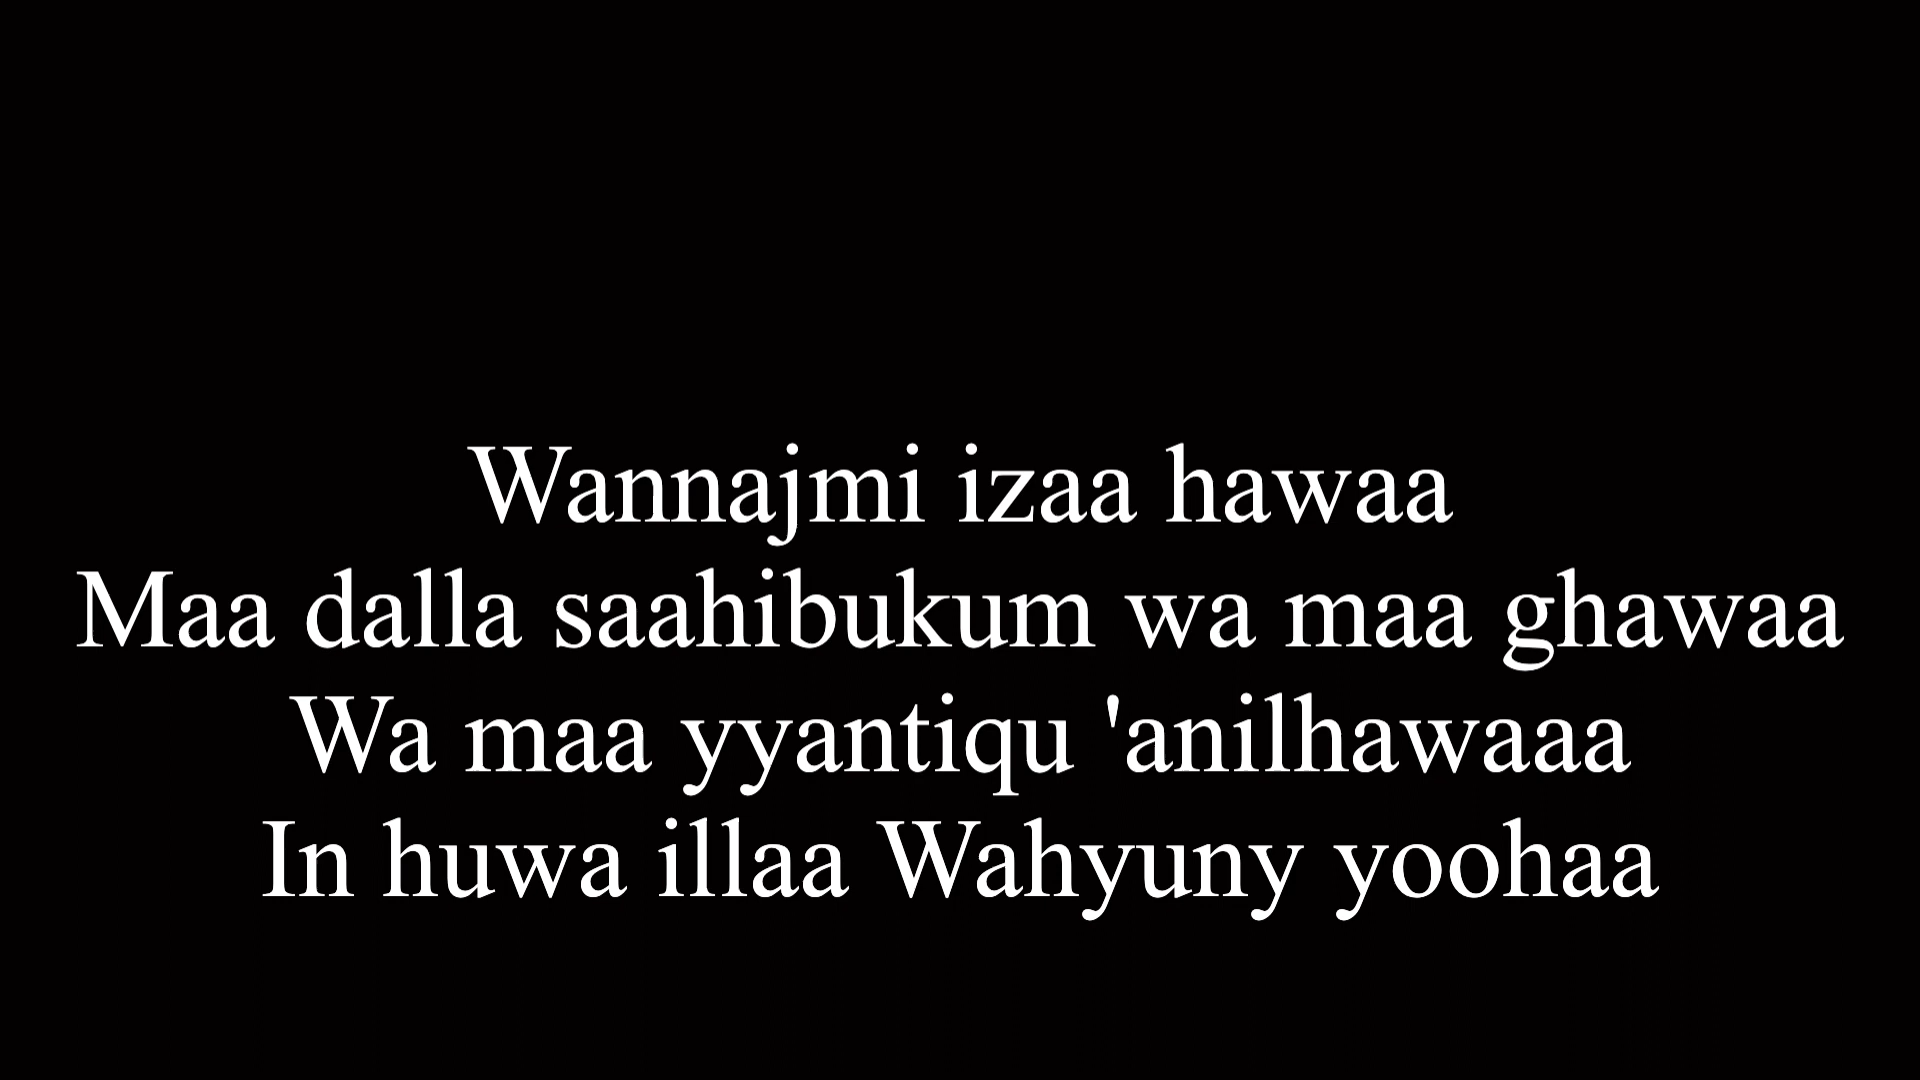 Wannajmi izaa hawaa
Maa dalla saahibukum wa maa ghawaa
Wa maa yyantiqu 'anilhawaaa
In huwa illaa Wahyuny yoohaa